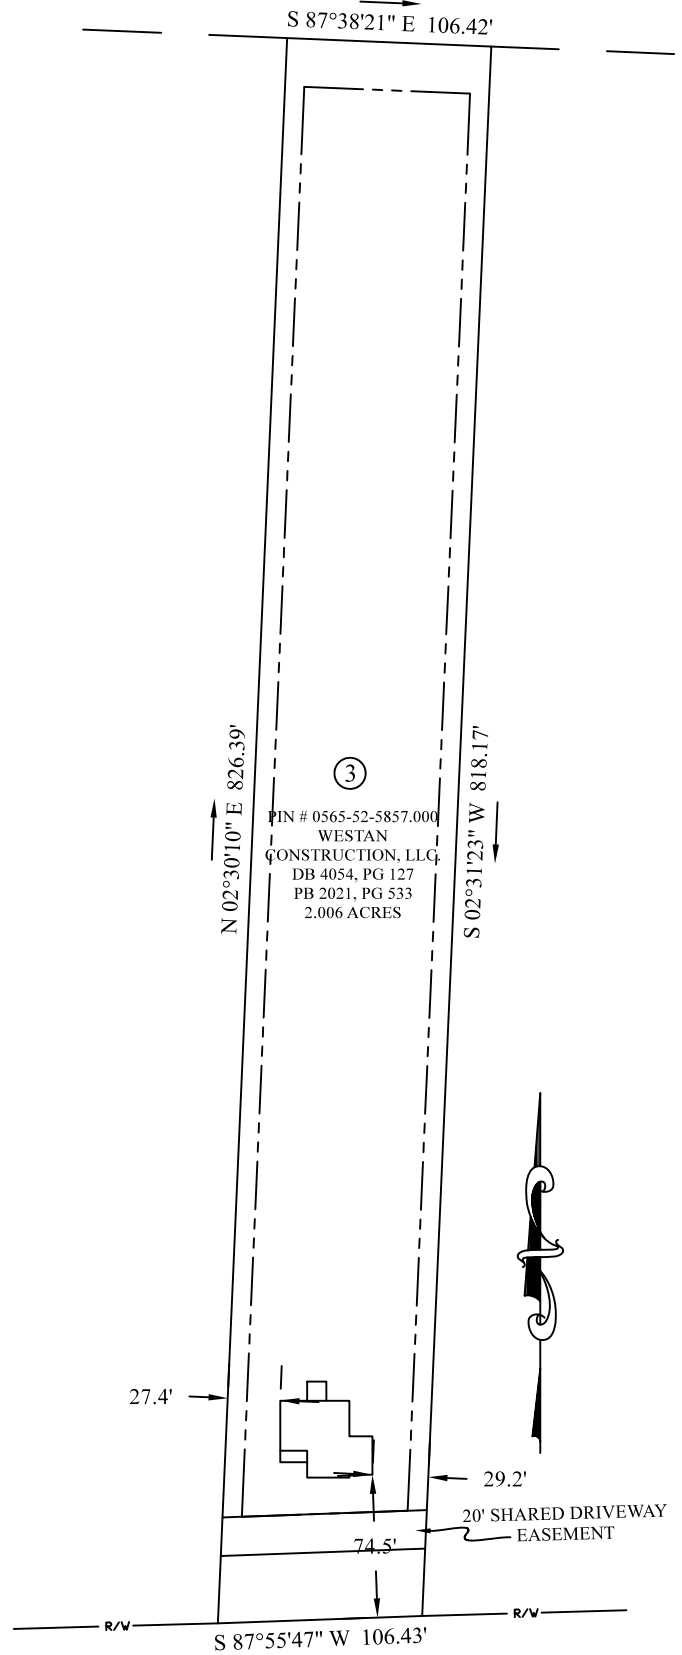 S 87°38'21" E 106.42'
N 02°30'10" E 826.39'
S 02°31'23" W 818.17'
3
PIN # 0565-52-5857.000
WESTAN
CONSTRUCTION, LLC.
DB 4054, PG 127
PB 2021, PG 533
2.006 ACRES
27.4'
29.2'
20' SHARED DRIVEWAY
EASEMENT
74.5'
R/W
R/W
S 87°55'47" W 106.43'